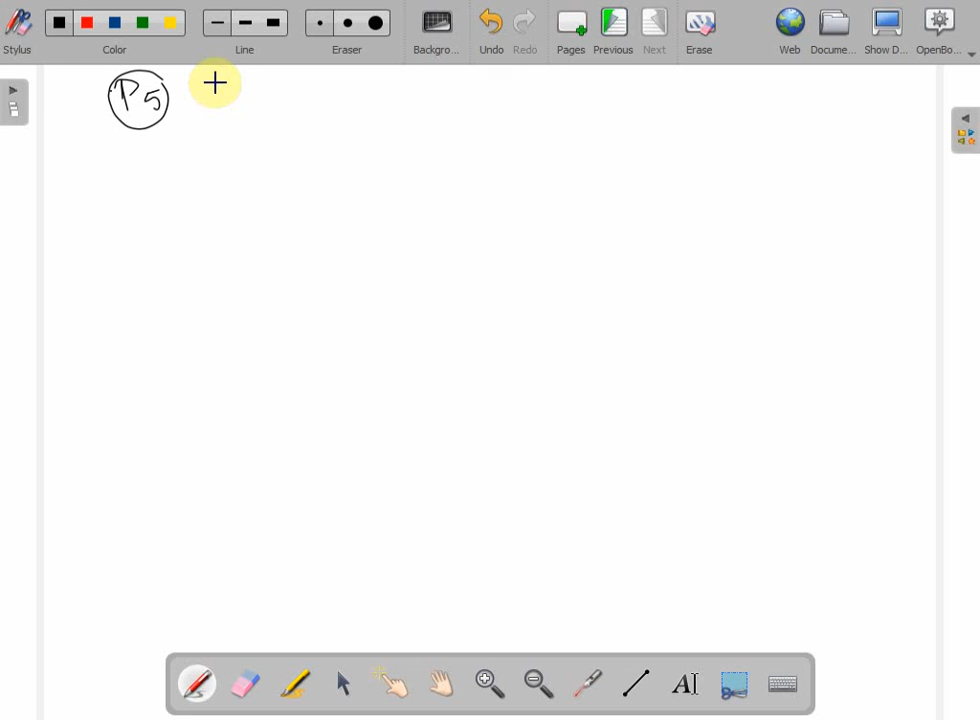 Stylus Color Line Eraser Backgro... Undo Redo Pages Previous Next Erase Web Docume... Show D... OpenBo...
P5
A